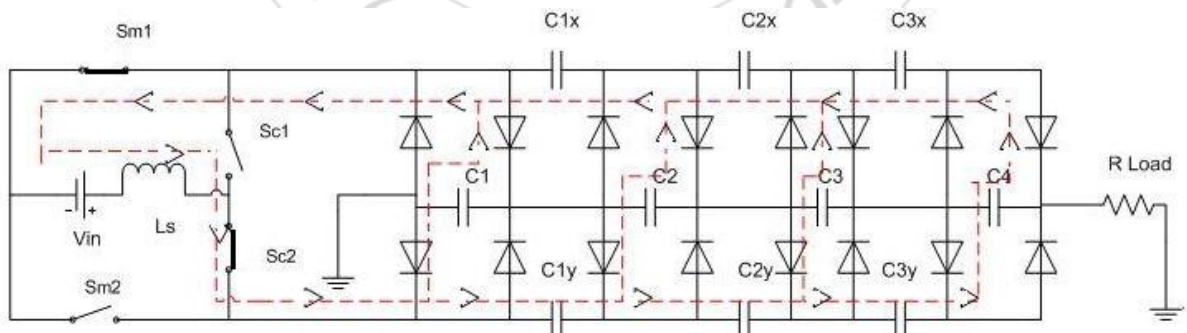 C1x C2x C3x
Sm1
Sc1
C1 C2 C3 C4 R Load
- +
Vin Ls
Sc2
C1y C2y C3y
Sm2